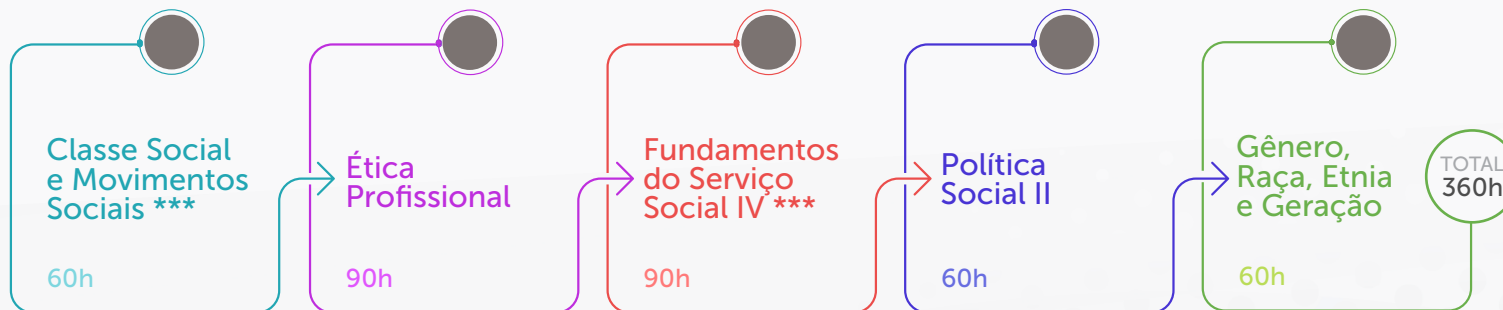 Classe Social
e Movimentos
Sociais ***
60h
Ética
Profissional
90h
Fundamentos
do Serviço
Social IV ***
90h
Política
Social II
60h
Gênero,
Raça, Etnia
e Geração
60h
TOTAL
360h